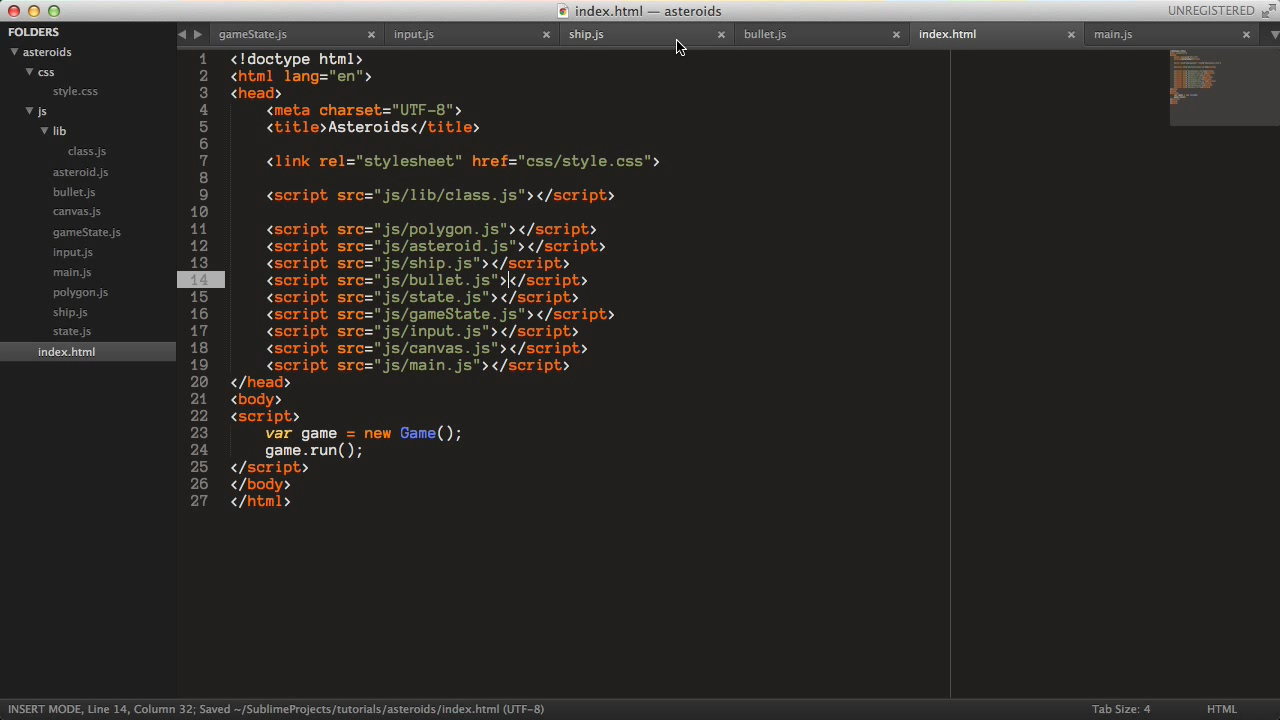 index.html — asteroids
UNREGISTERED
FOLDERS
asteroids
css
style.css
js
lib
class.js
asteroid.js
bullet.js
canvas.js
gameState.js
input.js
main.js
polygon.js
ship.js
state.js
index.html
gameState.js × input.js × ship.js × bullet.js × index.html × main.js ×
1 <!doctype html>
2 <html lang="en">
3 <head>
4 <meta charset="UTF-8">
5 <title>Asteroids</title>
6
7 <link rel="stylesheet" href="css/style.css">
8
9 <script src="js/lib/class.js"></script>
10
11 <script src="js/polygon.js"></script>
12 <script src="js/asteroid.js"></script>
13 <script src="js/ship.js"></script>
14 <script src="js/bullet.js"></script>
15 <script src="js/state.js"></script>
16 <script src="js/gameState.js"></script>
17 <script src="js/input.js"></script>
18 <script src="js/canvas.js"></script>
19 <script src="js/main.js"></script>
20 </head>
21 <body>
22 <script>
23 var game = new Game();
24 game.run();
25 </script>
26 </body>
27 </html>
INSERT MODE, Line 14, Column 32; Saved ~/SublimeProjects/tutorials/asteroids/index.html (UTF-8)
Tab Size: 4
HTML